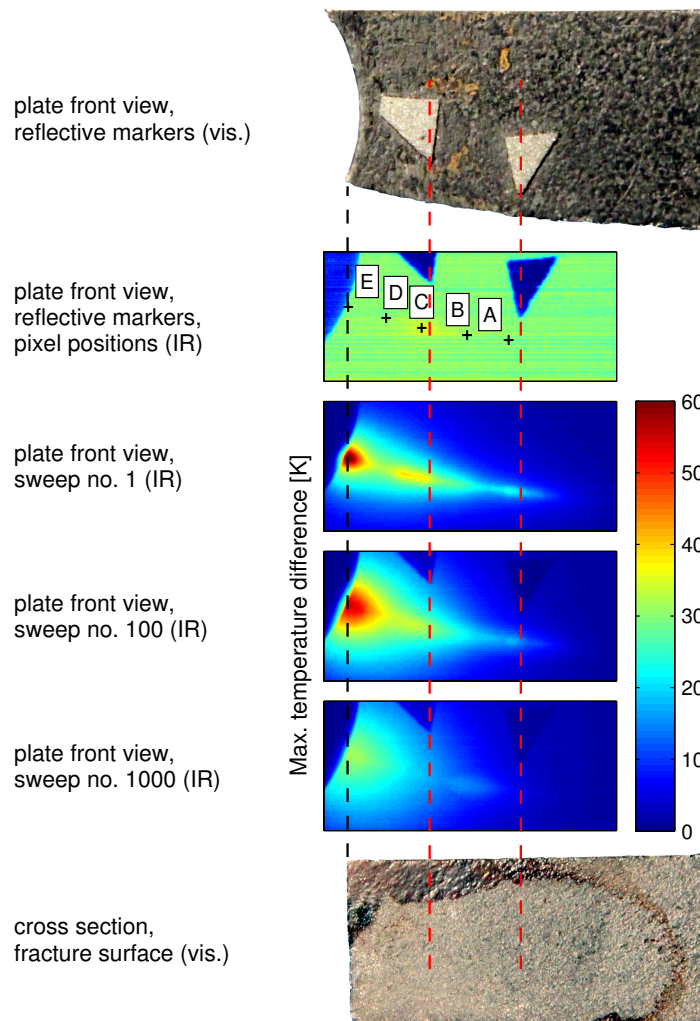 plate front view,
reflective markers (vis.)
plate front view,
reflective markers,
pixel positions (IR)
E
D
C
B
A
plate front view,
sweep no. 1 (IR)
plate front view,
sweep no. 100 (IR)
plate front view,
sweep no. 1000 (IR)
Max. temperature difference [K]
60
50
40
30
20
10
0
cross section,
fracture surface (vis.)